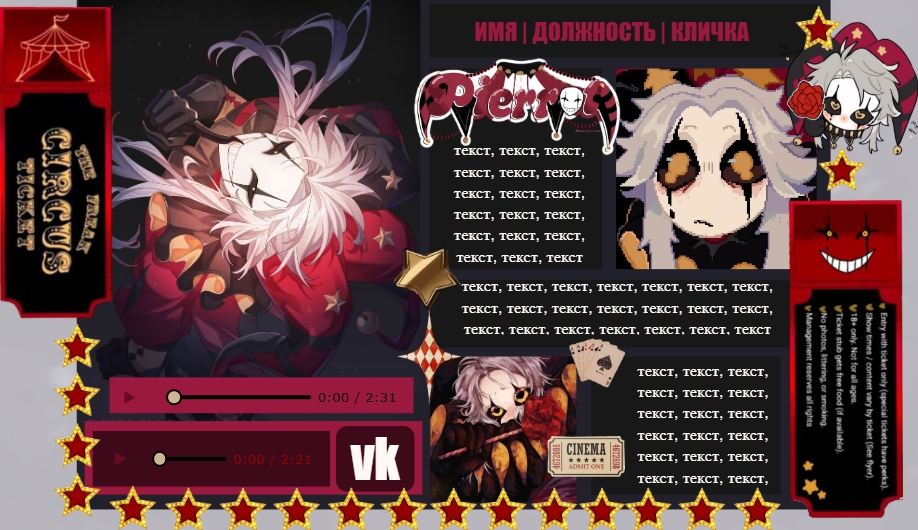 THE FREAK
CIRCUS
TICKET
ИМЯ | ДОЛЖНОСТЬ | КЛИЧКА
Pierrot
текст, текст, текст,
текст, текст, текст,
текст, текст, текст,
текст, текст, текст,
текст, текст, текст,
текст, текст, текст
текст, текст, текст, текст, текст, текст, текст,
текст, текст, текст, текст, текст, текст, текст,
текст, текст, текст, текст, текст, текст, текст
0:00 / 2:31
0:00 / 2:21
vk
CINEMA
ADMIT ONE
текст, текст, текст,
текст, текст, текст,
текст, текст, текст,
текст, текст, текст,
текст, текст, текст,
текст, текст, текст,
Entry with ticket only (special tickets have perks).
Show times / content vary by ticket (See flyer).
18+ only. Not for all ages.
Ticket stub gets free food (if available).
No photos, littering, or smoking.
Management reserves all rights